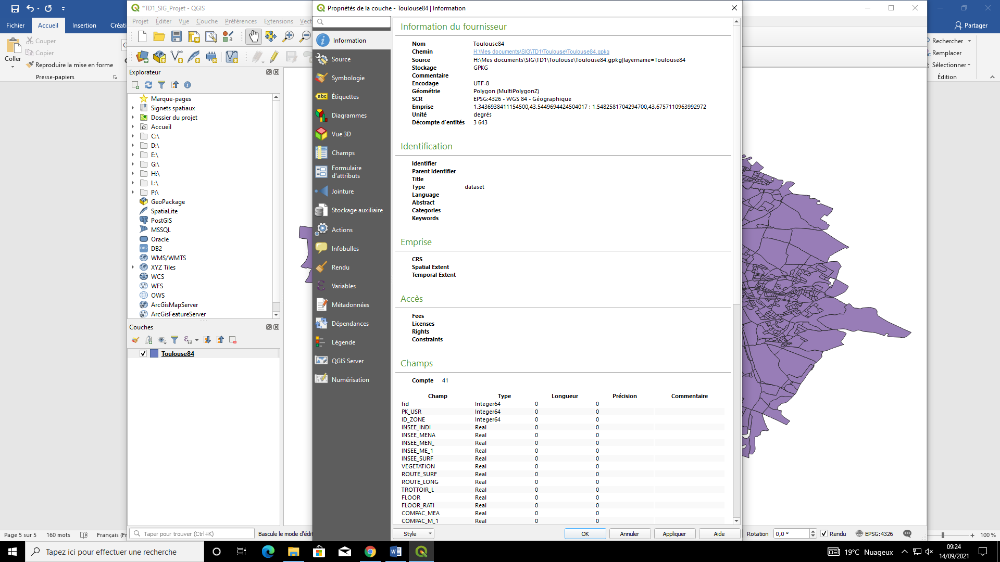 Fichier
Accueil
Insertion
Créati
Coller
Couper
Copier
Reproduire la mise en forme
Presse-papiers
*TD1_SIG_Projet - QGIS
Projet Éditer Vue Couche Préférences Extensions Vect
Explorateur
Marque-pages
Signets spatiaux
Dossier du projet
Accueil
C:\
D:\
E:\
G:\
H:\
L:\
P:\
GeoPackage
SpatiaLite
PostGIS
MSSQL
Oracle
DB2
WMS/WMTS
XYZ Tiles
WCS
WFS
OWS
ArcGisMapServer
ArcGisFeatureServer
Couches
Toulouse84
Taper pour trouver (Ctrl+K)
Bascule le mode d'édit
Propriétés de la couche - Toulouse84 | Information
Information
Source
abc
Symbologie
Étiquettes
Diagrammes
Vue 3D
Champs
Formulaire
d'attributs
Jointure
Stockage auxiliaire
Actions
Infobulles
Rendu
Variables
Métadonnées
Dépendances
Légende
QGIS Server
Numérisation
Information du fournisseur
Nom Toulouse84
Chemin H:\Mes documents\SIG\TD1\Toulouse\Toulouse84.gpkg
Source H:\Mes documents\SIG\TD1\Toulouse\Toulouse84.gpkg|layername=Toulouse84
Stockage GPKG
Commentaire
Encodage UTF-8
Géométrie Polygon (MultiPolygonZ)
SCR EPSG:4326 - WGS 84 - Géographique
Emprise 1.3436938411154500,43.5449694424504017 : 1.5482581704294700,43.6757110963992972
Unité degrés
Décompte d'entités 3 643
Identification
Identifier
Parent Identifier
Title
Type dataset
Language
Abstract
Categories
Keywords
Emprise
CRS
Spatial Extent
Temporal Extent
Accès
Fees
Licenses
Rights
Constraints
Champs
Compte 41
Champ Type Longueur Précision Commentaire
fid Integer64 0 0
PK_USR Integer64 0 0
ID_ZONE Integer64 0 0
INSEE_INDI Real 0 0
INSEE_MENA Real 0 0
INSEE_MEN_ Real 0 0
INSEE_ME_1 Real 0 0
INSEE_SURF Real 0 0
VEGETATION Real 0 0
ROUTE_SURF Real 0 0
ROUTE_LONG Real 0 0
TROTTOIR_L Real 0 0
FLOOR Real 0 0
FLOOR_RATI Real 0 0
COMPAC_MEA Real 0 0
COMPAC_M_1 Real 0 0
Style
OK
Annuler
Appliquer
Aide
Rotation 0,0 ° Rendu EPSG:4326
Partager
Rechercher
Remplacer
Sélectionner
Édition
Page 5 sur 5 160 mots Français (Fr
100 %
Tapez ici pour effectuer une recherche
19°C Nuageux
09:24
14/09/2021